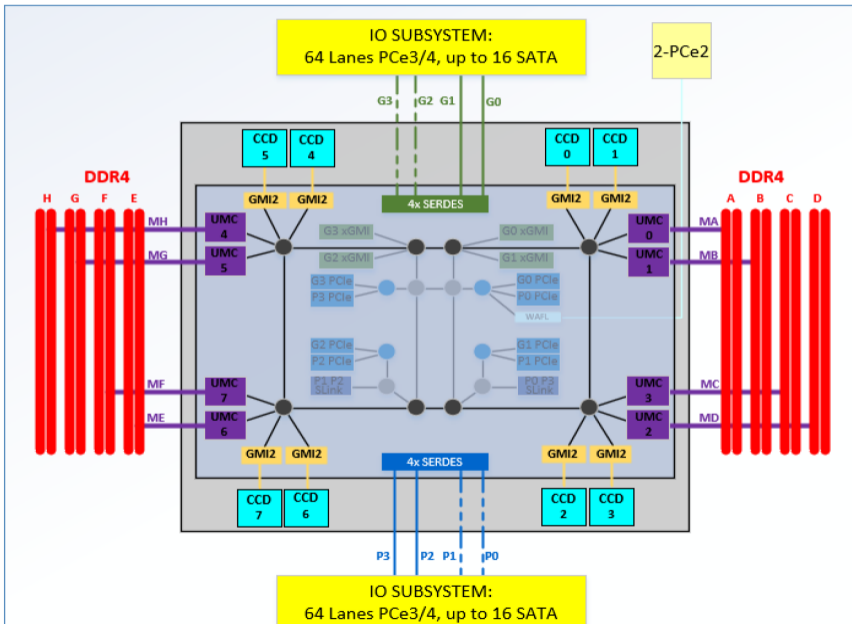 IO SUBSYSTEM:
64 Lanes PCe3/4, up to 16 SATA
2-PCe2
G3 G2 G1 G0
CCD 5
CCD 4
CCD 0
CCD 1
DDR4
H G F E
DDR4
A B C D
GMI2 GMI2
4x SERDES
GMI2 GMI2
MH
UMC 4
G3 xGMI
G0 xGMI
UMC 0
MA
MG
UMC 5
G2 xGMI
G1 xGMI
UMC 1
MB
G3 PCIe
P3 PCIe
G0 PCIe
P0 PCIe
WAFL
G2 PCIe
P2 PCIe
G1 PCIe
P1 PCIe
P1 P2
SLink
P0 P3
SLink
MF
UMC 7
UMC 3
MC
ME
UMC 6
UMC 2
MD
GMI2 GMI2
4x SERDES
GMI2 GMI2
CCD 7
CCD 6
CCD 2
CCD 3
P3 P2 P1 P0
IO SUBSYSTEM:
64 Lanes PCe3/4, up to 16 SATA